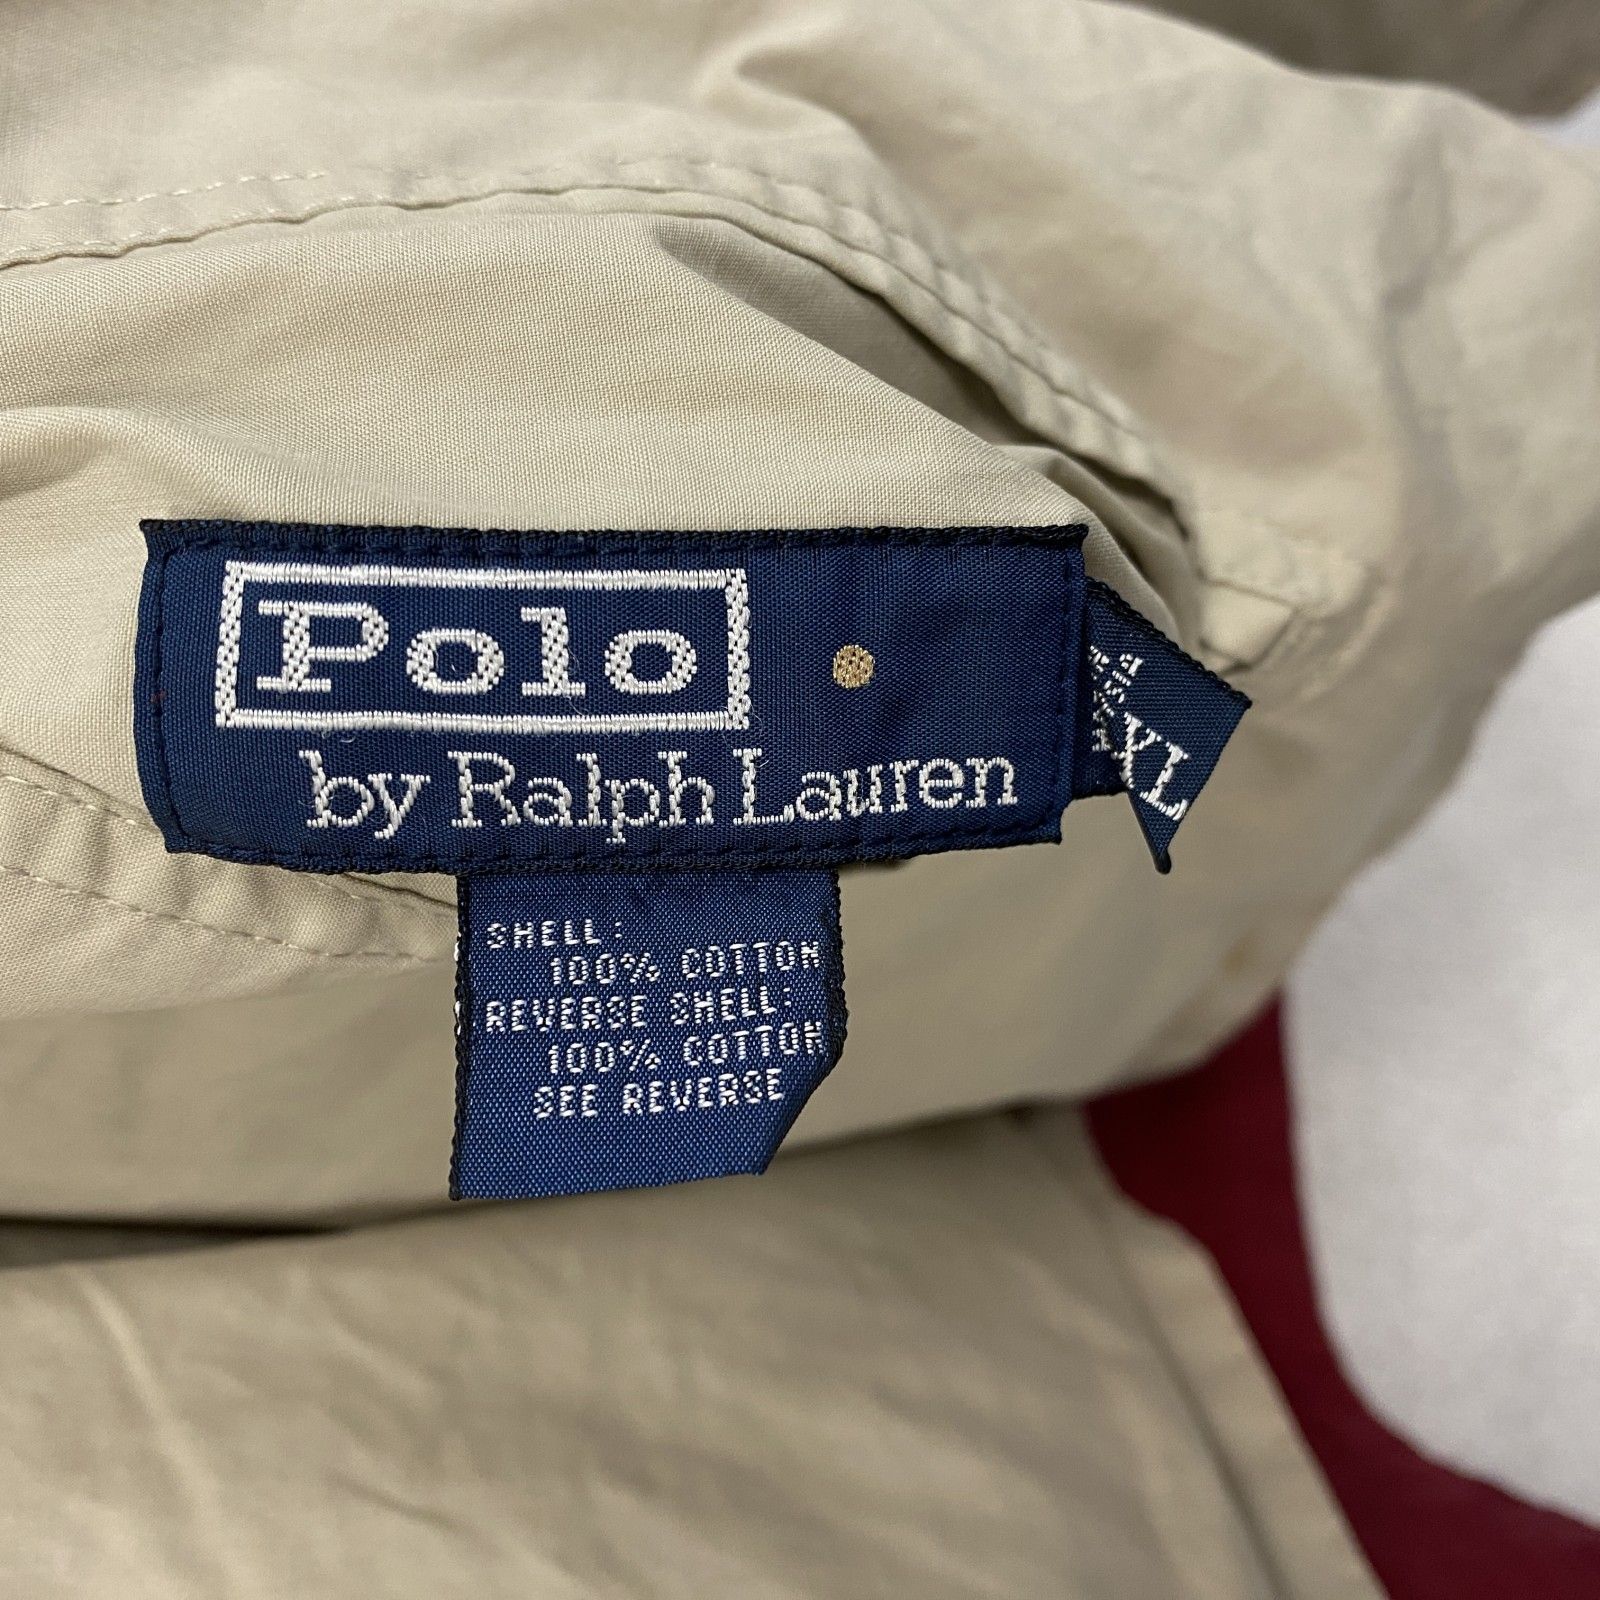 Polo
by Ralph Lauren
XL
SHELL:
100% COTTON
REVERSE SHELL:
100% COTTON
SEE REVERSE